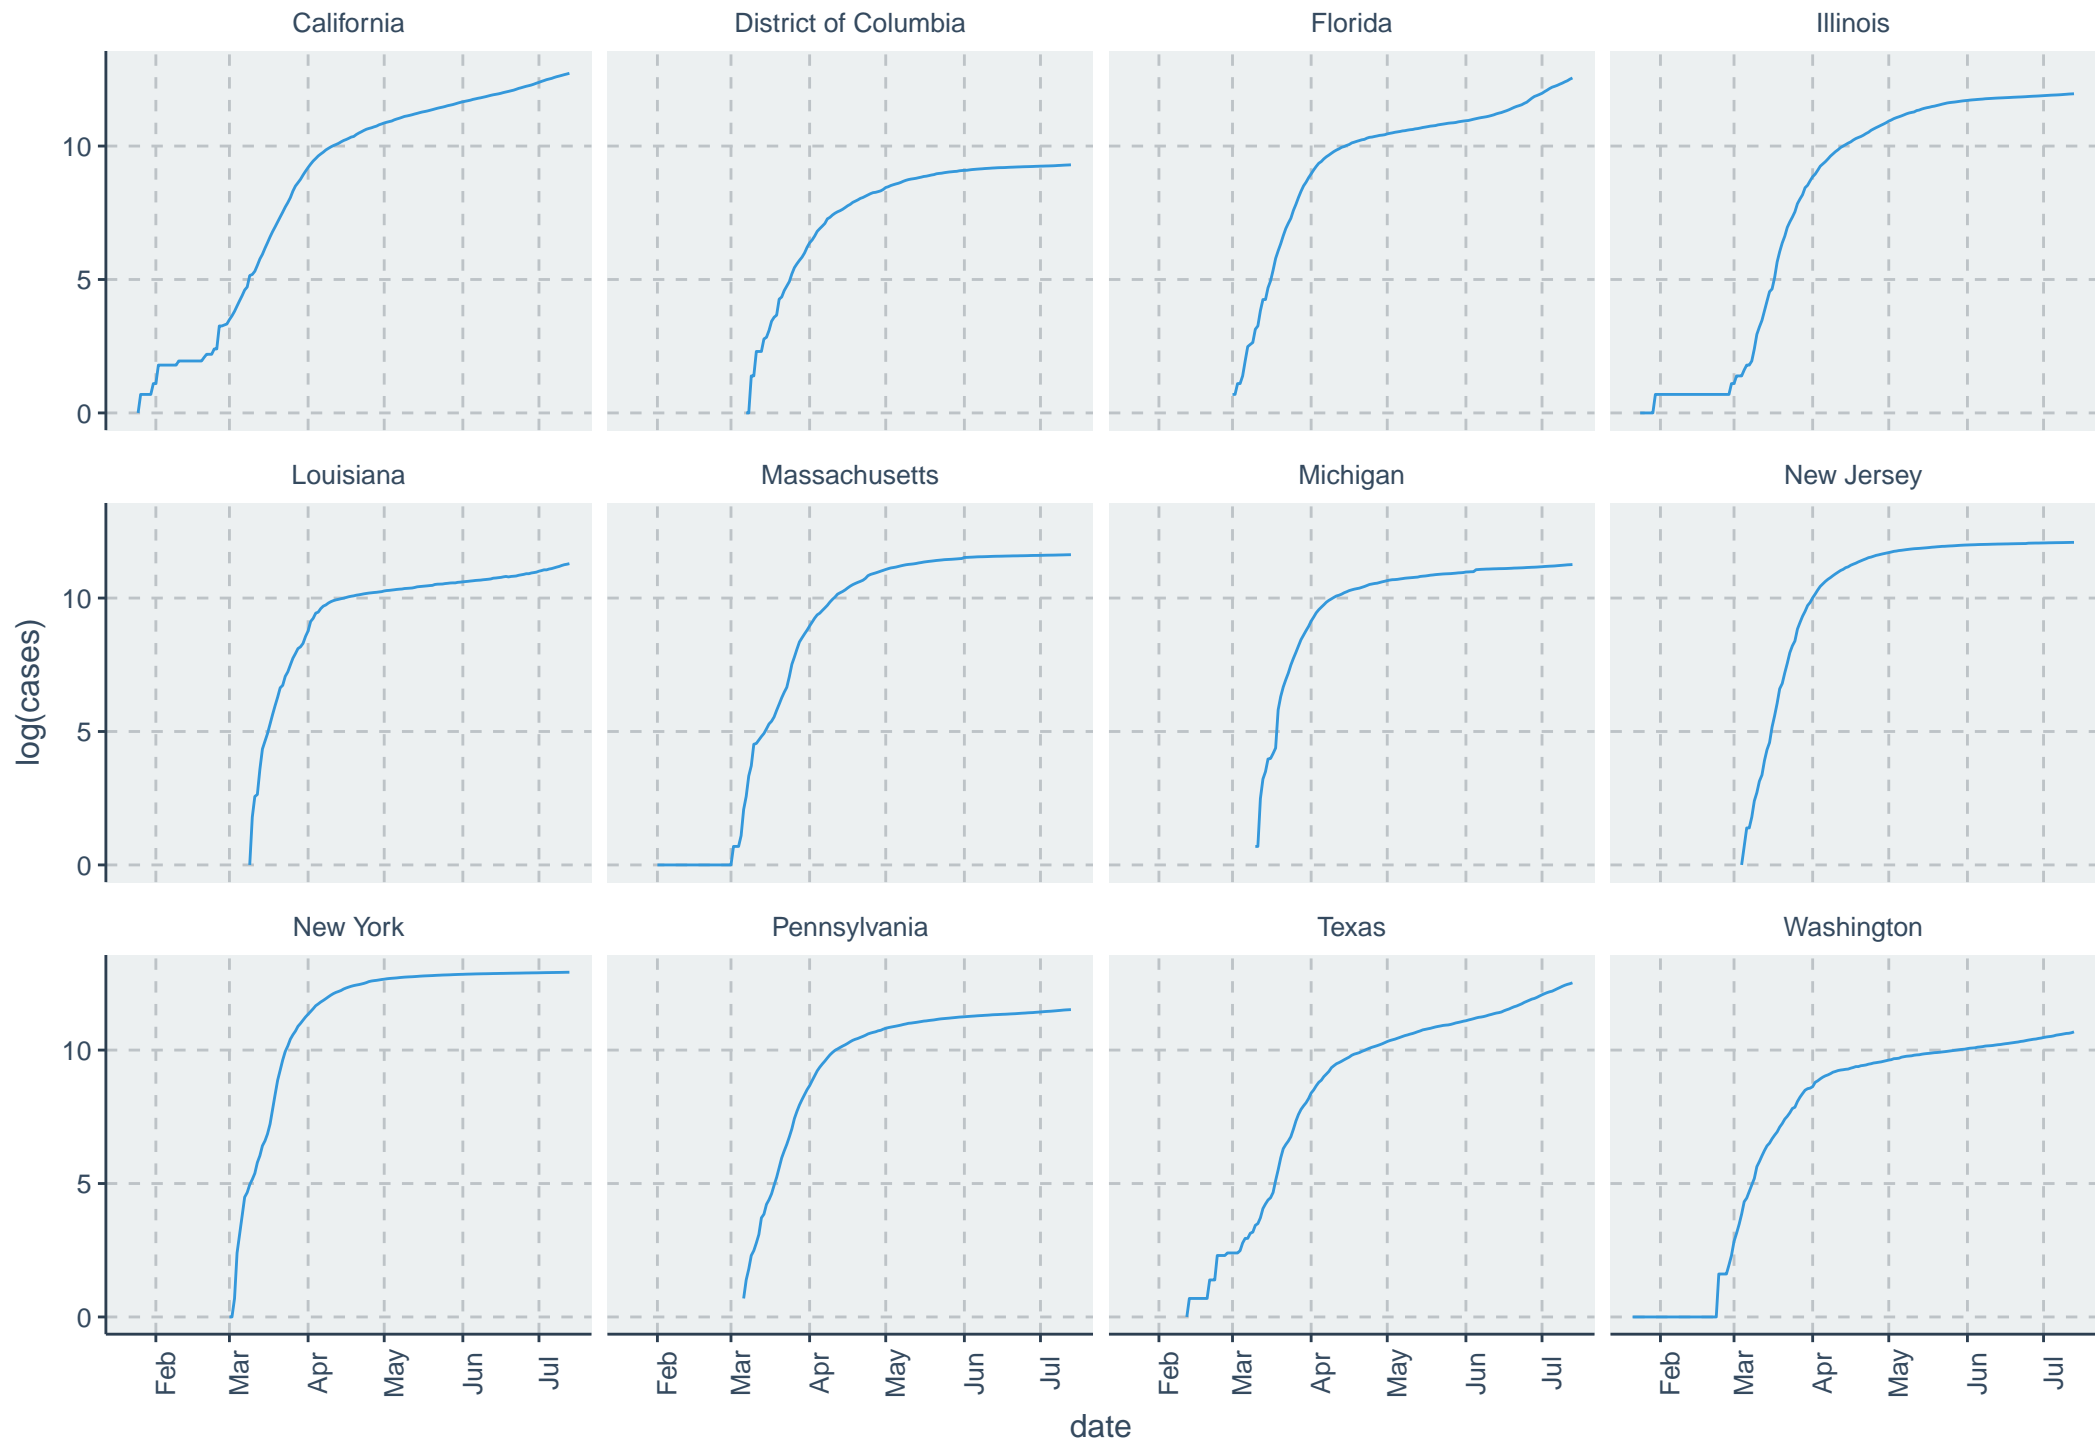 California District of Columbia Florida Illinois
10
5
0
Louisiana Massachusetts Michigan New Jersey
10
5
0
log(cases)
New York Pennsylvania Texas Washington
10
5
0
Feb Mar Apr May Jun Jul Feb Mar Apr May Jun Jul Feb Mar Apr May Jun Jul Feb Mar Apr May Jun Jul
date